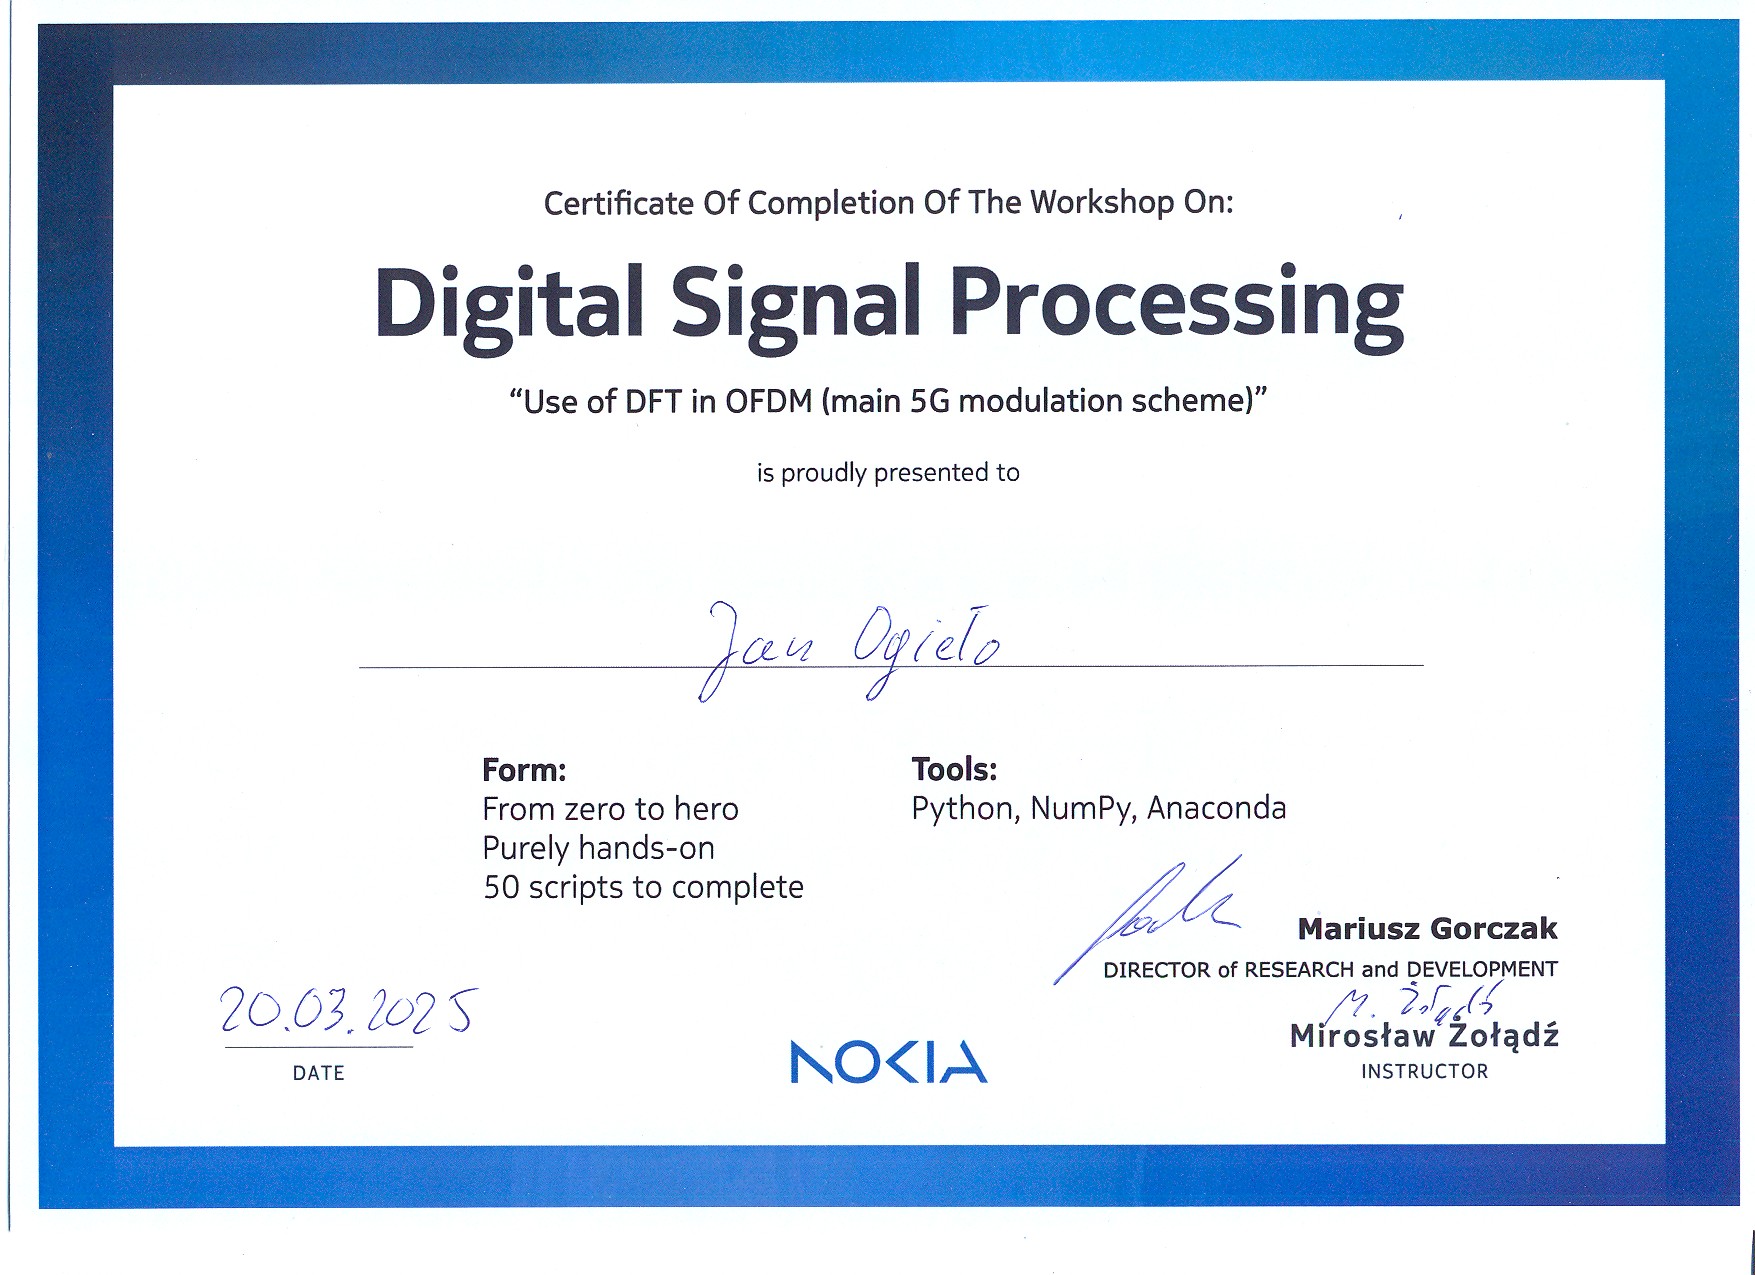 Certificate Of Completion Of The Workshop On:
Digital Signal Processing
“Use of DFT in OFDM (main 5G modulation scheme)”
is proudly presented to
Jan Ogieło
Form:
From zero to hero
Purely hands-on
50 scripts to complete
Tools:
Python, NumPy, Anaconda
Mariusz Gorczak
DIRECTOR of RESEARCH and DEVELOPMENT
M. Żołądź
Mirosław Żołądź
INSTRUCTOR
20.03.2025
DATE
NOKIA